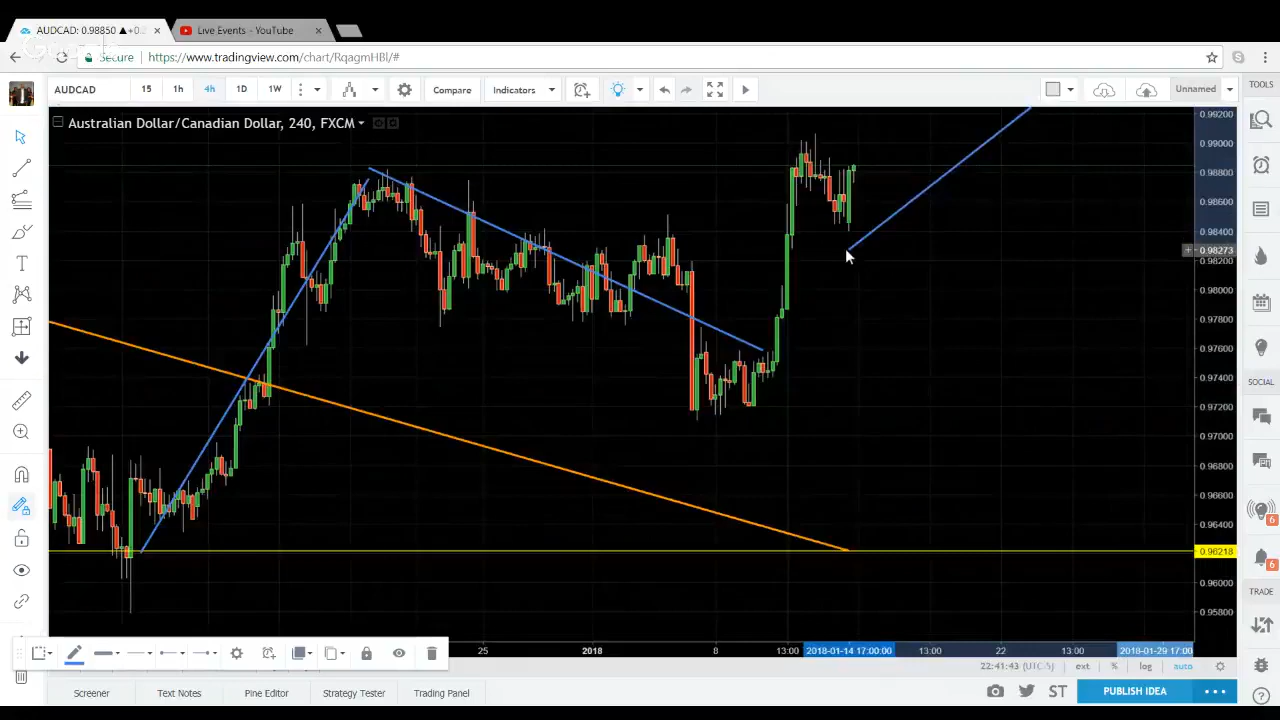 AUDCAD: 0.98850 ▲+0.2
Live Events - YouTube
Secure
https://www.tradingview.com/chart/RqagmHBl/#
AUDCAD 15 1h 4h 1D 1W Compare Indicators Unnamed
TOOLS
Australian Dollar/Canadian Dollar, 240, FXCM
0.99200
0.99000
0.98800
0.98600
0.98400
0.98273
0.98200
0.98000
0.97800
0.97600
0.97400
0.97200
0.97000
0.96800
0.96600
0.96400
0.96218
0.96000
0.95800
SOCIAL
6
6
TRADE
25 2018 8 13:00 2018-01-14 17:00:00 13:00 22 13:00 2018-01-29 17:00
22:41:43 (UTC-5) ext % log auto
Screener Text Notes Pine Editor Strategy Tester Trading Panel ST PUBLISH IDEA